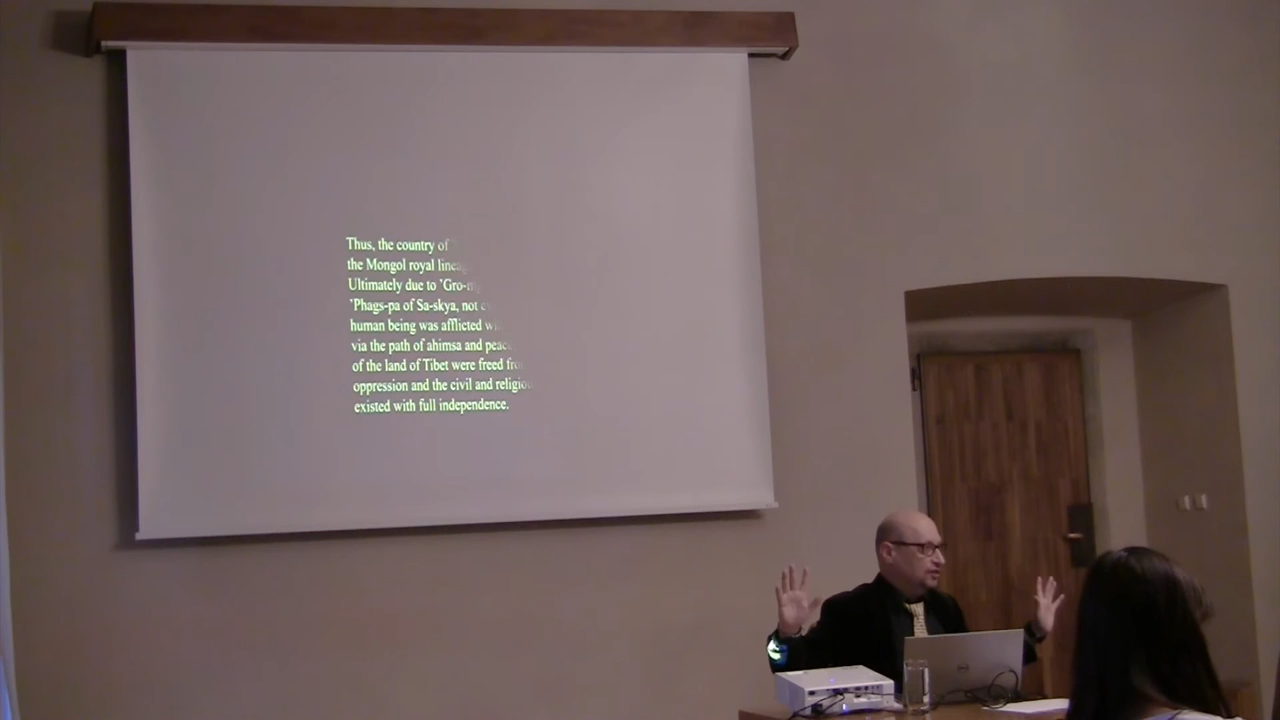 Thus, the country of
the Mongol royal
Ultimately due to
'Phags-pa of Sa-skya, not
human being was afflicted
via the path of ahimsa and
of the land of Tibet were freed
oppression and the civil and
existed with full independence.